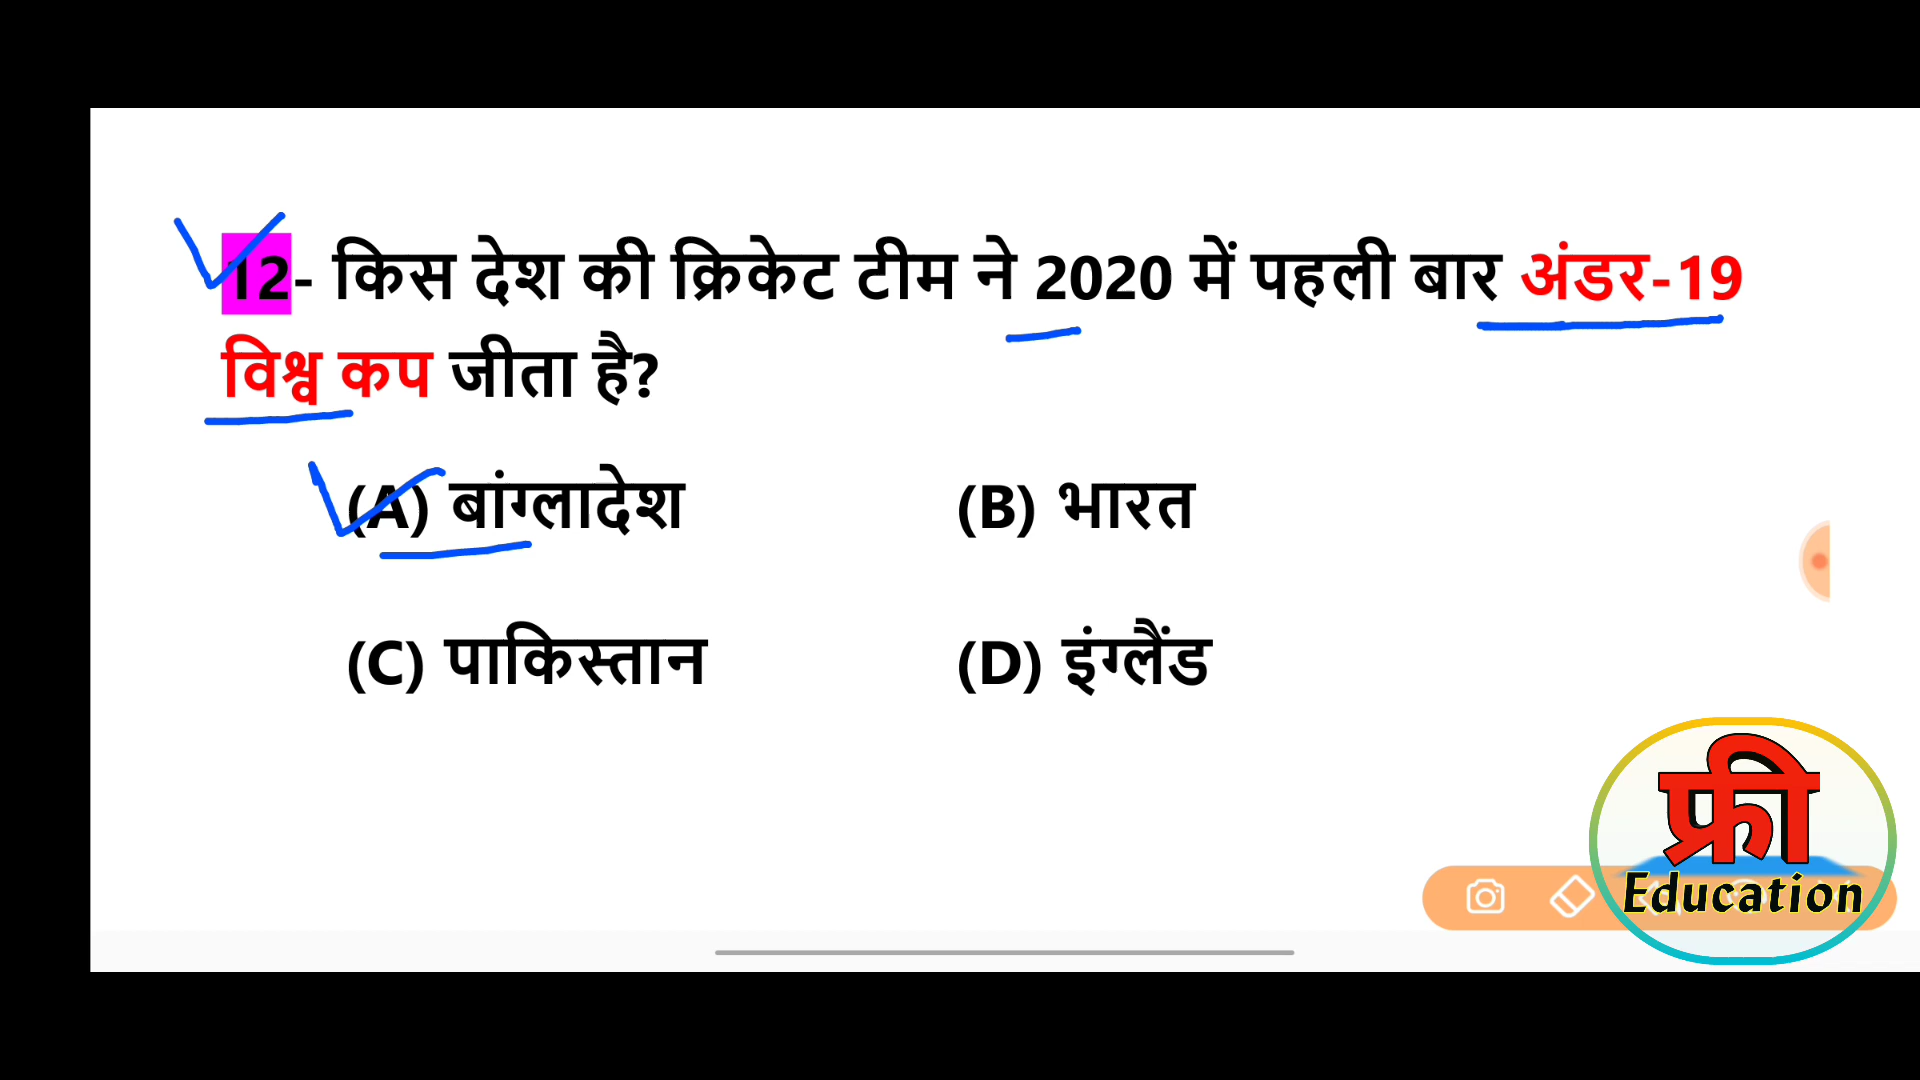 12- किस देश की क्रिकेट टीम ने 2020 में पहली बार अंडर-19
विश्व कप जीता है?
(A) बांग्लादेश (B) भारत
(C) पाकिस्तान (D) इंग्लैंड
फ्री
Education